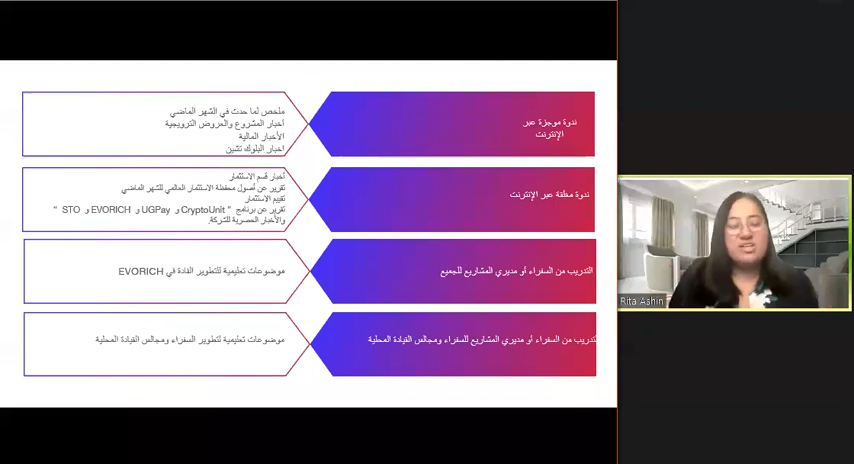 ندوة موجزة عبر
الإنترنت
ملخص لما حدث في الشهر الماضي
أخبار المشروع والعروض الترويجية
الأخبار المالية
اخبار البلوك تشين
ندوة مغلقة عبر الإنترنت
أخبار قسم الاستثمار
تقرير عن أصول محفظة الاستثمار العالمي للشهر الماضي
تقييم الاستثمار
تقرير عن برنامج " CryptoUnit و UGPay و EVORICH و STO "
والأخبار الحصرية للشركة.
التدريب من السفراء أو مديري المشاريع للجميع
موضوعات تعليمية لتطوير القادة في EVORICH
لتدريب من السفراء أو مديري المشاريع للسفراء ومجالس القيادة المحلية
موضوعات تعليمية لتطوير السفراء ومجالس القيادة المحلية
Rita Ashin